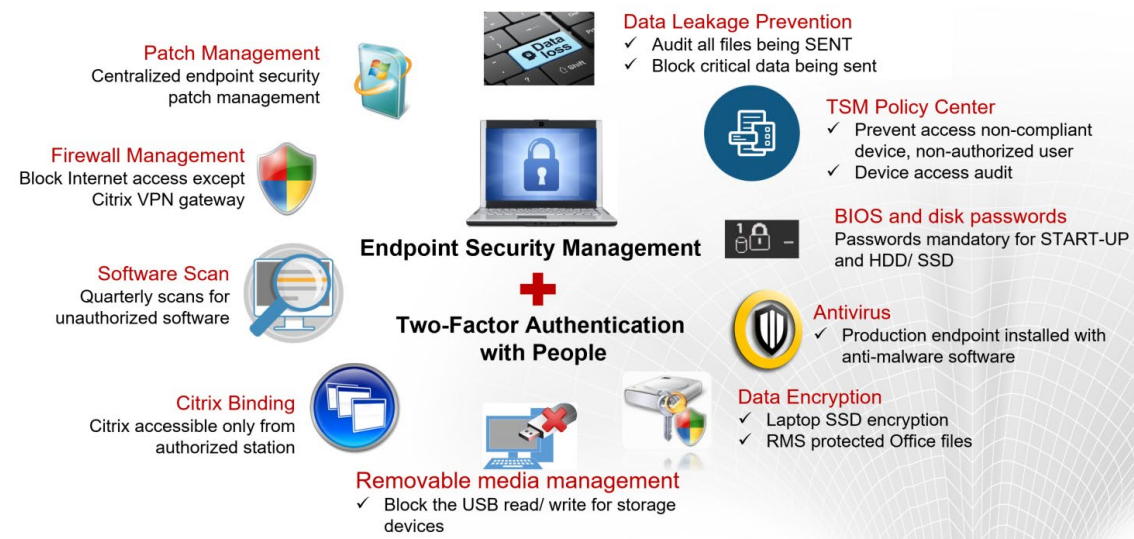 Patch Management
Centralized endpoint security
patch management
Data loss
Shift
Data Leakage Prevention
✓ Audit all files being SENT
✓ Block critical data being sent
TSM Policy Center
✓ Prevent access non-compliant
device, non-authorized user
✓ Device access audit
Firewall Management
Block Internet access except
Citrix VPN gateway
BIOS and disk passwords
Passwords mandatory for START-UP
and HDD/ SSD
1
Endpoint Security Management
Two-Factor Authentication
with People
Software Scan
Quarterly scans for
unauthorized software
Antivirus
✓ Production endpoint installed with
anti-malware software
Citrix Binding
Citrix accessible only from
authorized station
Data Encryption
✓ Laptop SSD encryption
✓ RMS protected Office files
Removable media management
✓ Block the USB read/ write for storage
devices